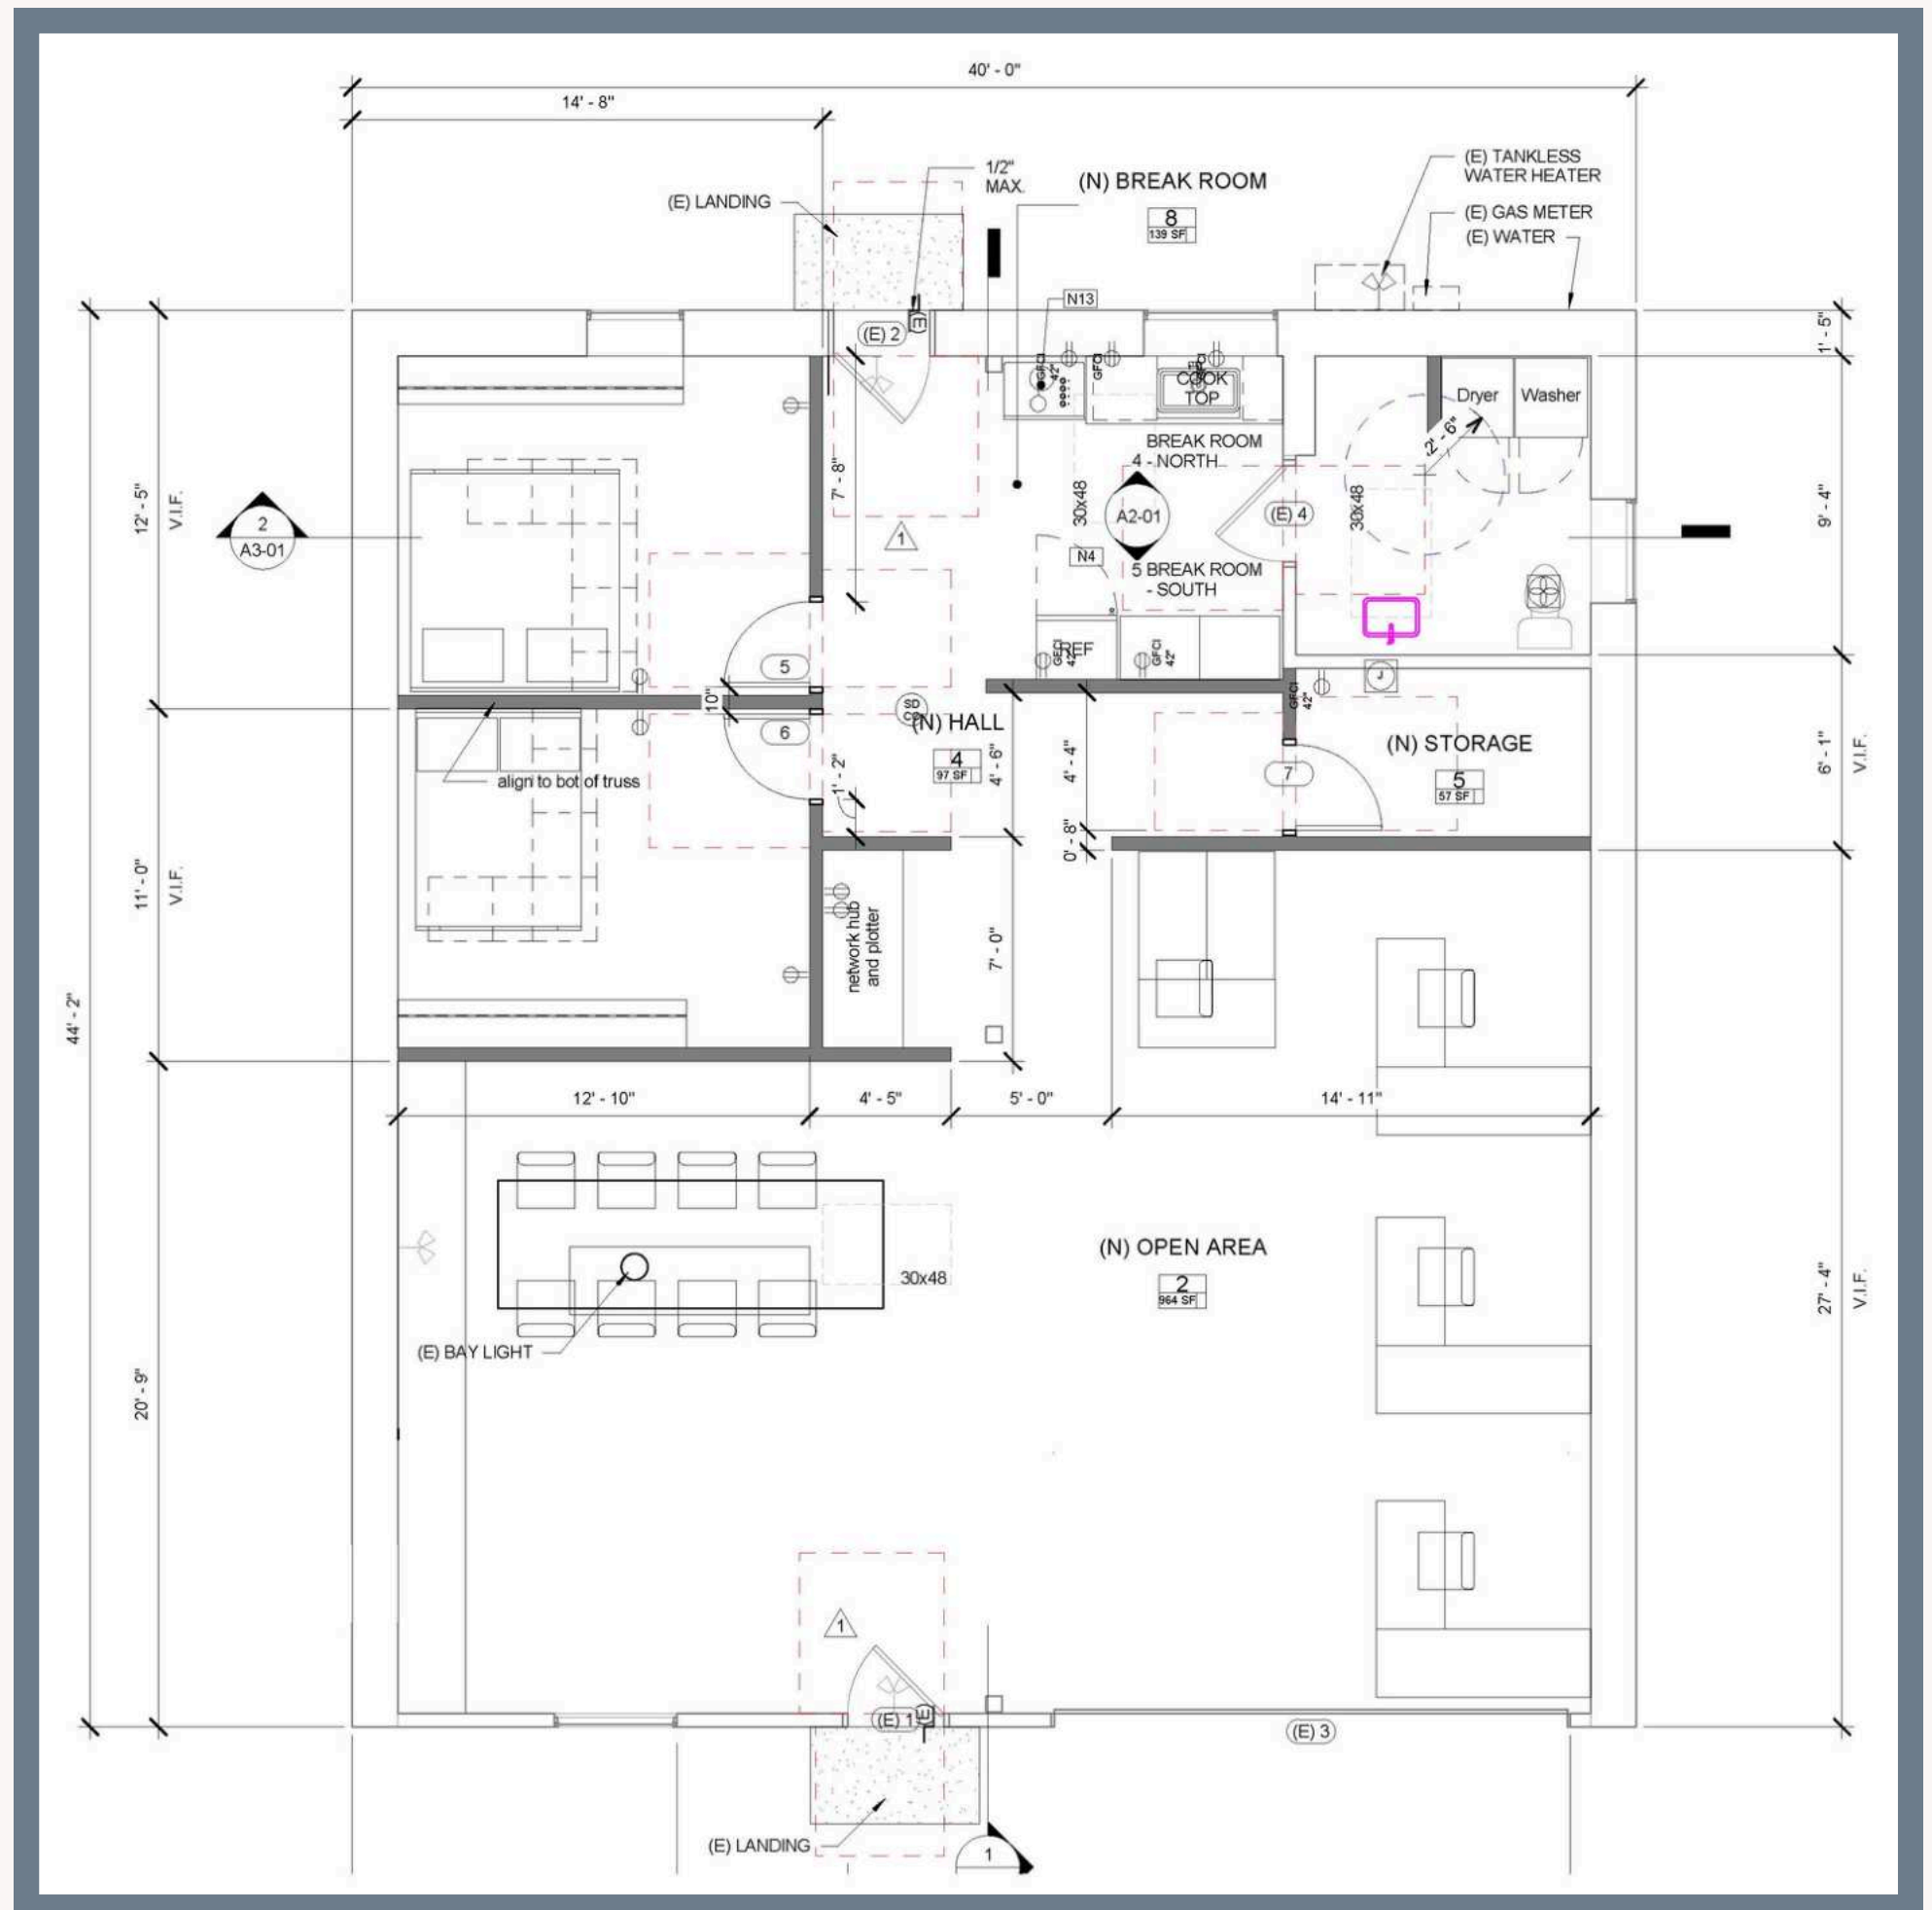 40' - 0"
14' - 8"
1/2"
MAX.
(N) BREAK ROOM
8
139 SF
(E) TANKLESS
WATER HEATER
(E) GAS METER
(E) WATER
(E) LANDING
N13
(E) 2
(E)
1' - 5"
GFCI
42"
GFCI
COOK
TOP
Dryer
Washer
2' - 6"
BREAK ROOM
4 - NORTH
7' - 8"
30x48
A2-01
(E) 4
30x48
9' - 4"
12' - 5"
V.I.F.
2
A3-01
1
N4
5 BREAK ROOM
- SOUTH
GFCI
42"
REF
GFCI
42"
5
10"
6
SD
(N) HALL
4
97 SF
4' - 6"
4' - 4"
GFCI
42"
J
7
(N) STORAGE
5
57 SF
6' - 1"
V.I.F.
align to bot of truss
1' - 2"
0' - 8"
11' - 0"
V.I.F.
network hub
and plotter
7' - 0"
44' - 2"
12' - 10"
4' - 5"
5' - 0"
14' - 11"
30x48
(N) OPEN AREA
2
964 SF
27' - 4"
V.I.F.
(E) BAY LIGHT
20' - 9"
1
(E) 1
(E)
(E) 3
(E) LANDING
1